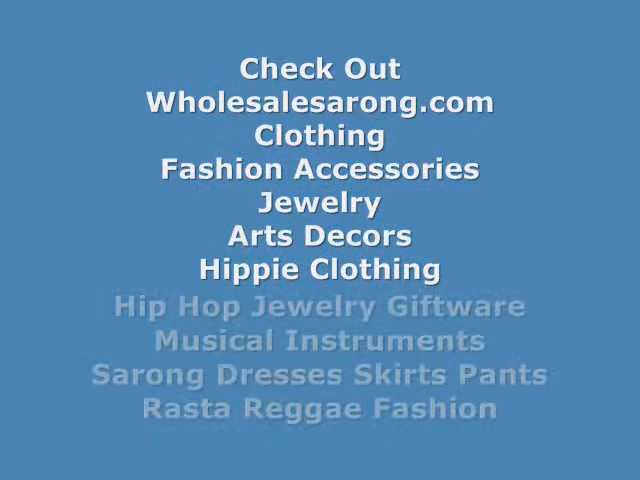 Check Out
Wholesalesarong.com
Clothing
Fashion Accessories
Jewelry
Arts Decors
Hippie Clothing
Hip Hop Jewelry Giftware
Musical Instruments
Sarong Dresses Skirts Pants
Rasta Reggae Fashion